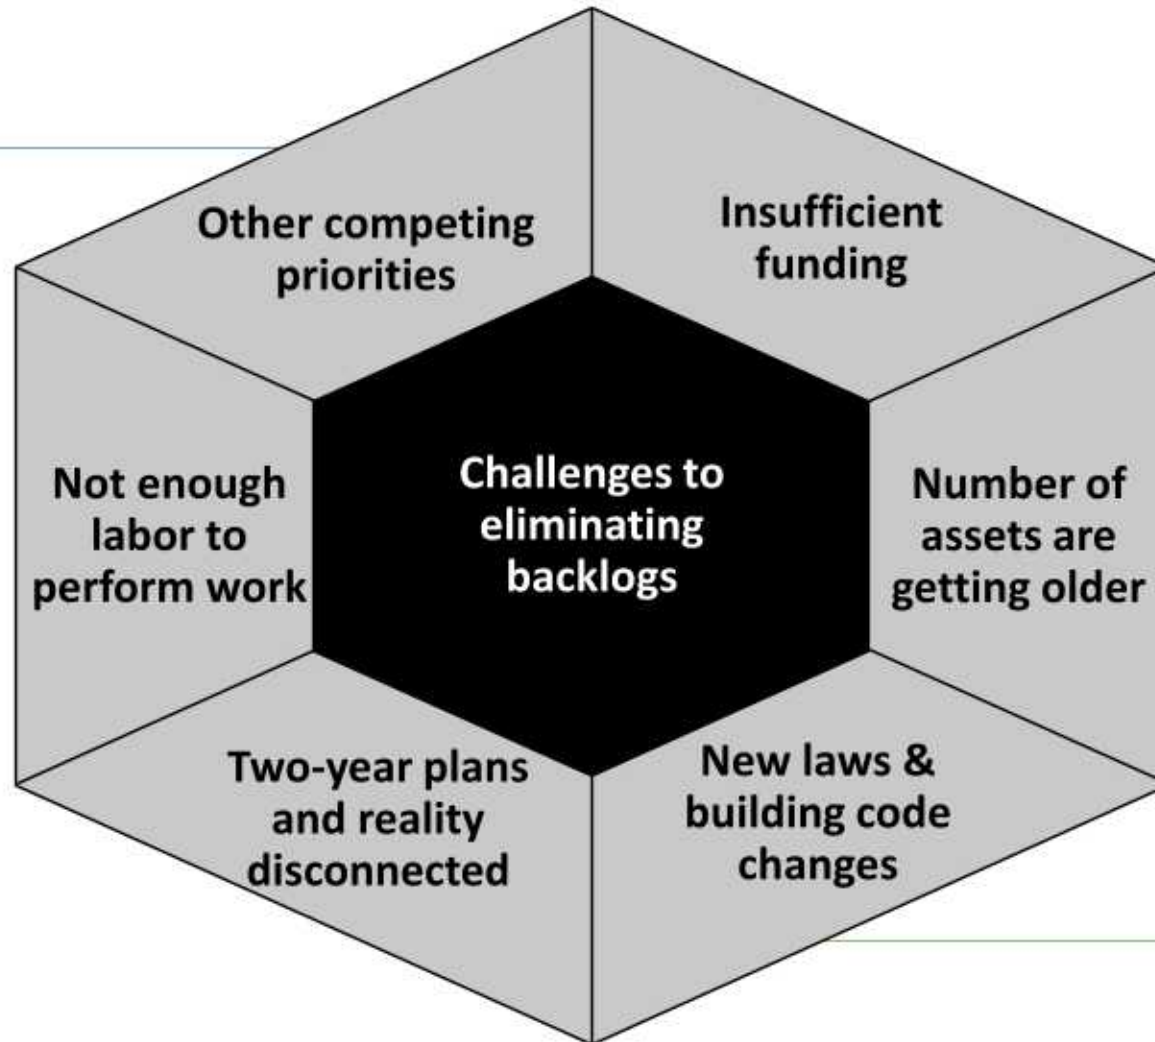 Other competing
priorities
Insufficient
funding
Not enough
labor to
perform work
Challenges to
eliminating
backlogs
Number of
assets are
getting older
Two-year plans
and reality
disconnected
New laws &
building code
changes